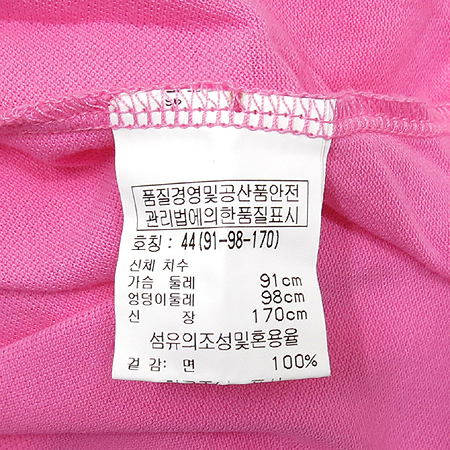 96
품질경영및공산품안전
관리법에의한품질표시
호칭 : 44(91-98-170)
신체 치수
가슴 둘레 91cm
엉덩이둘레 98cm
신 장 170cm
섬유의조성및혼용율
겉 감: 면 100%